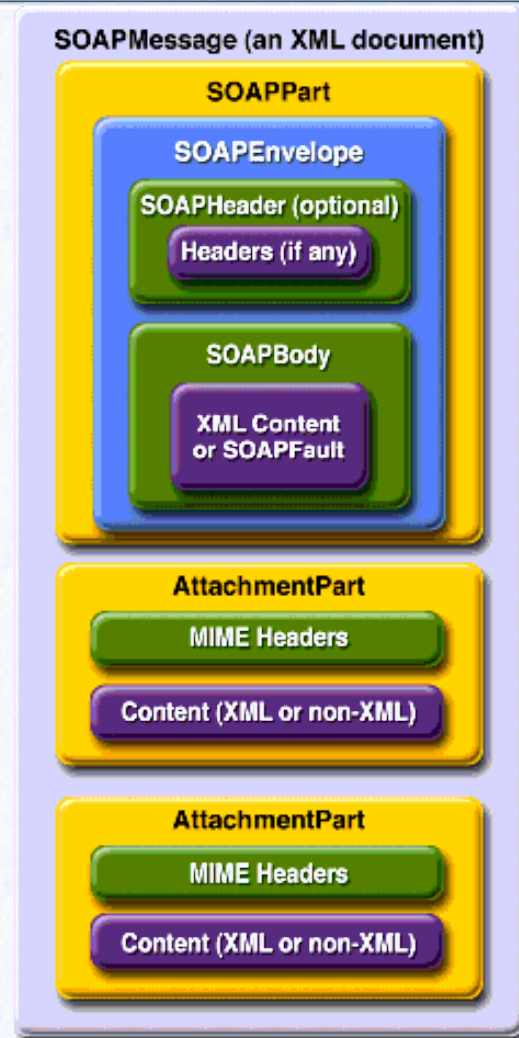 SOAPMessage (an XML document)
SOAPPart
SOAPEnvelope
SOAPHeader (optional)
Headers (if any)
SOAPBody
XML Content
or SOAPFault
AttachmentPart
MIME Headers
Content (XML or non-XML)
AttachmentPart
MIME Headers
Content (XML or non-XML)